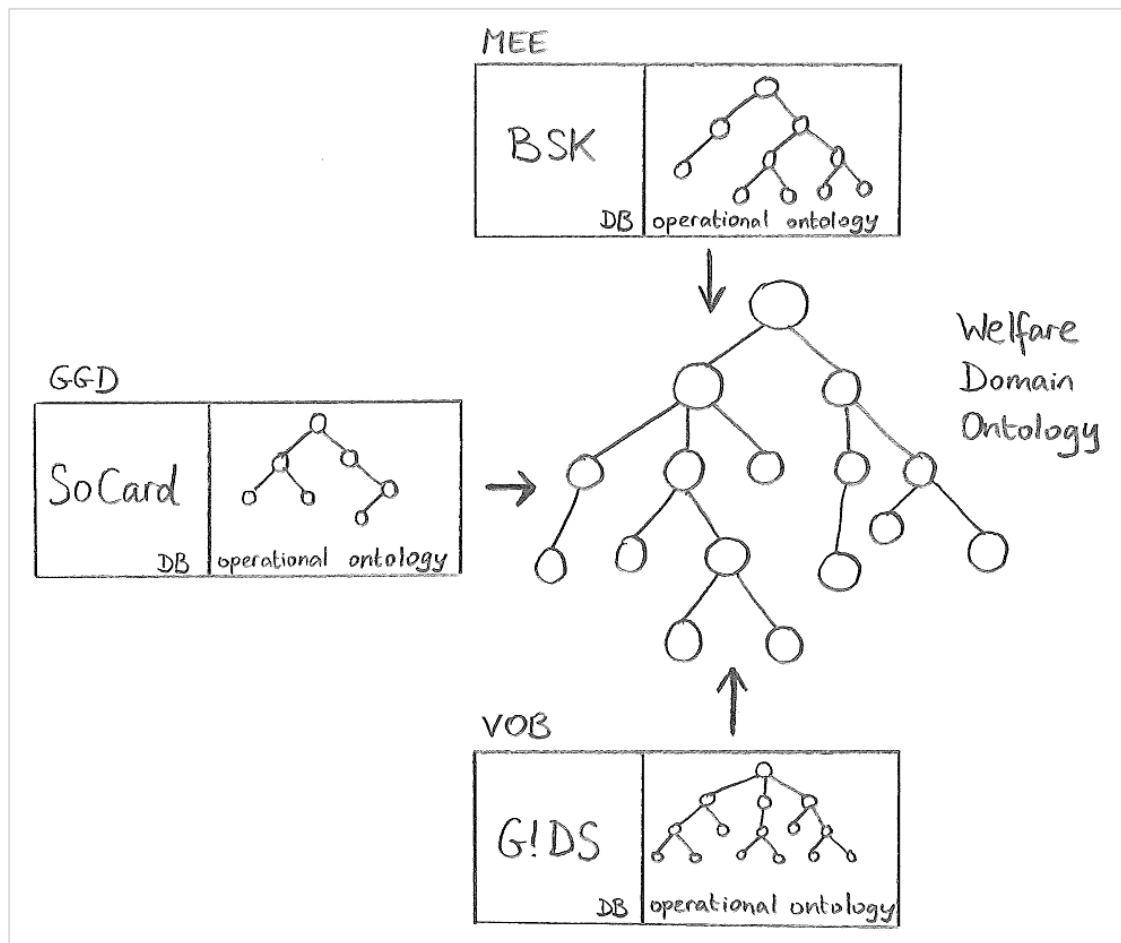 MEE
BSK
DB
operational ontology
Welfare
Domain
Ontology
GGD
SoCard
DB
operational ontology
VOB
G!DS
DB
operational ontology